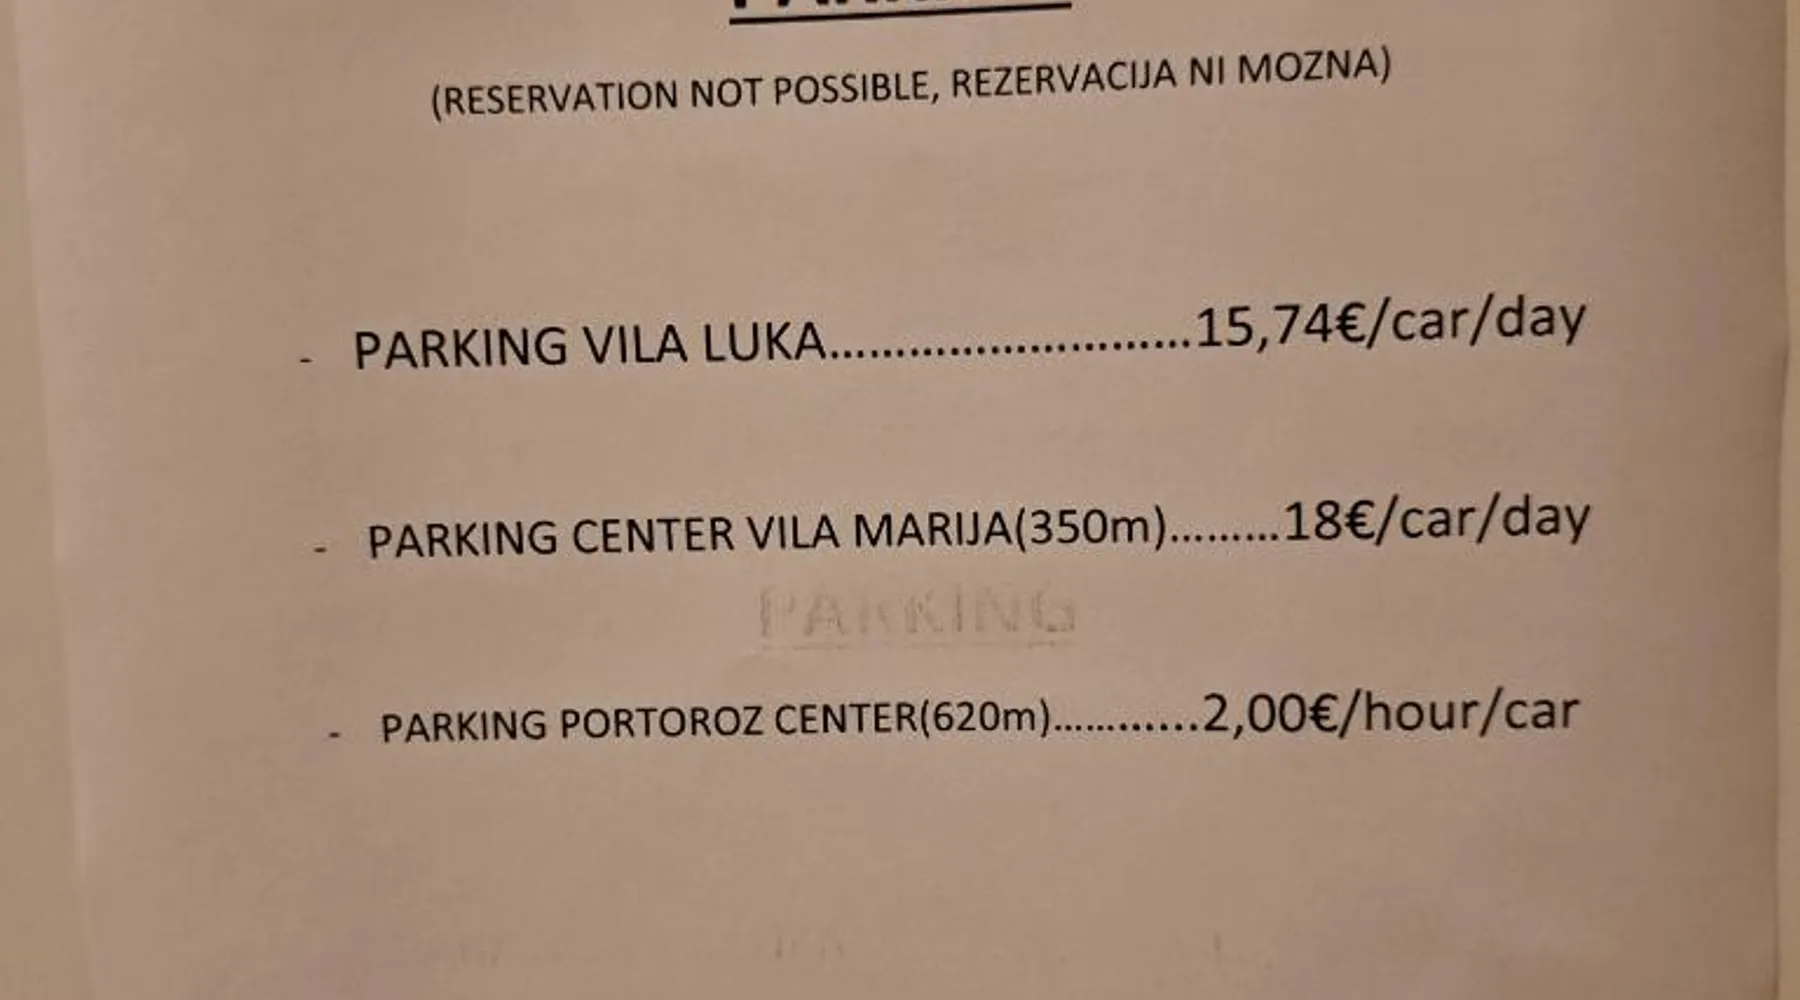 (RESERVATION NOT POSSIBLE, REZERVACIJA NI MOZNA)
- PARKING VILA LUKA............................15,74€/car/day
- PARKING CENTER VILA MARIJA(350m).........18€/car/day
PARKING
- PARKING PORTOROZ CENTER(620m)............2,00€/hour/car